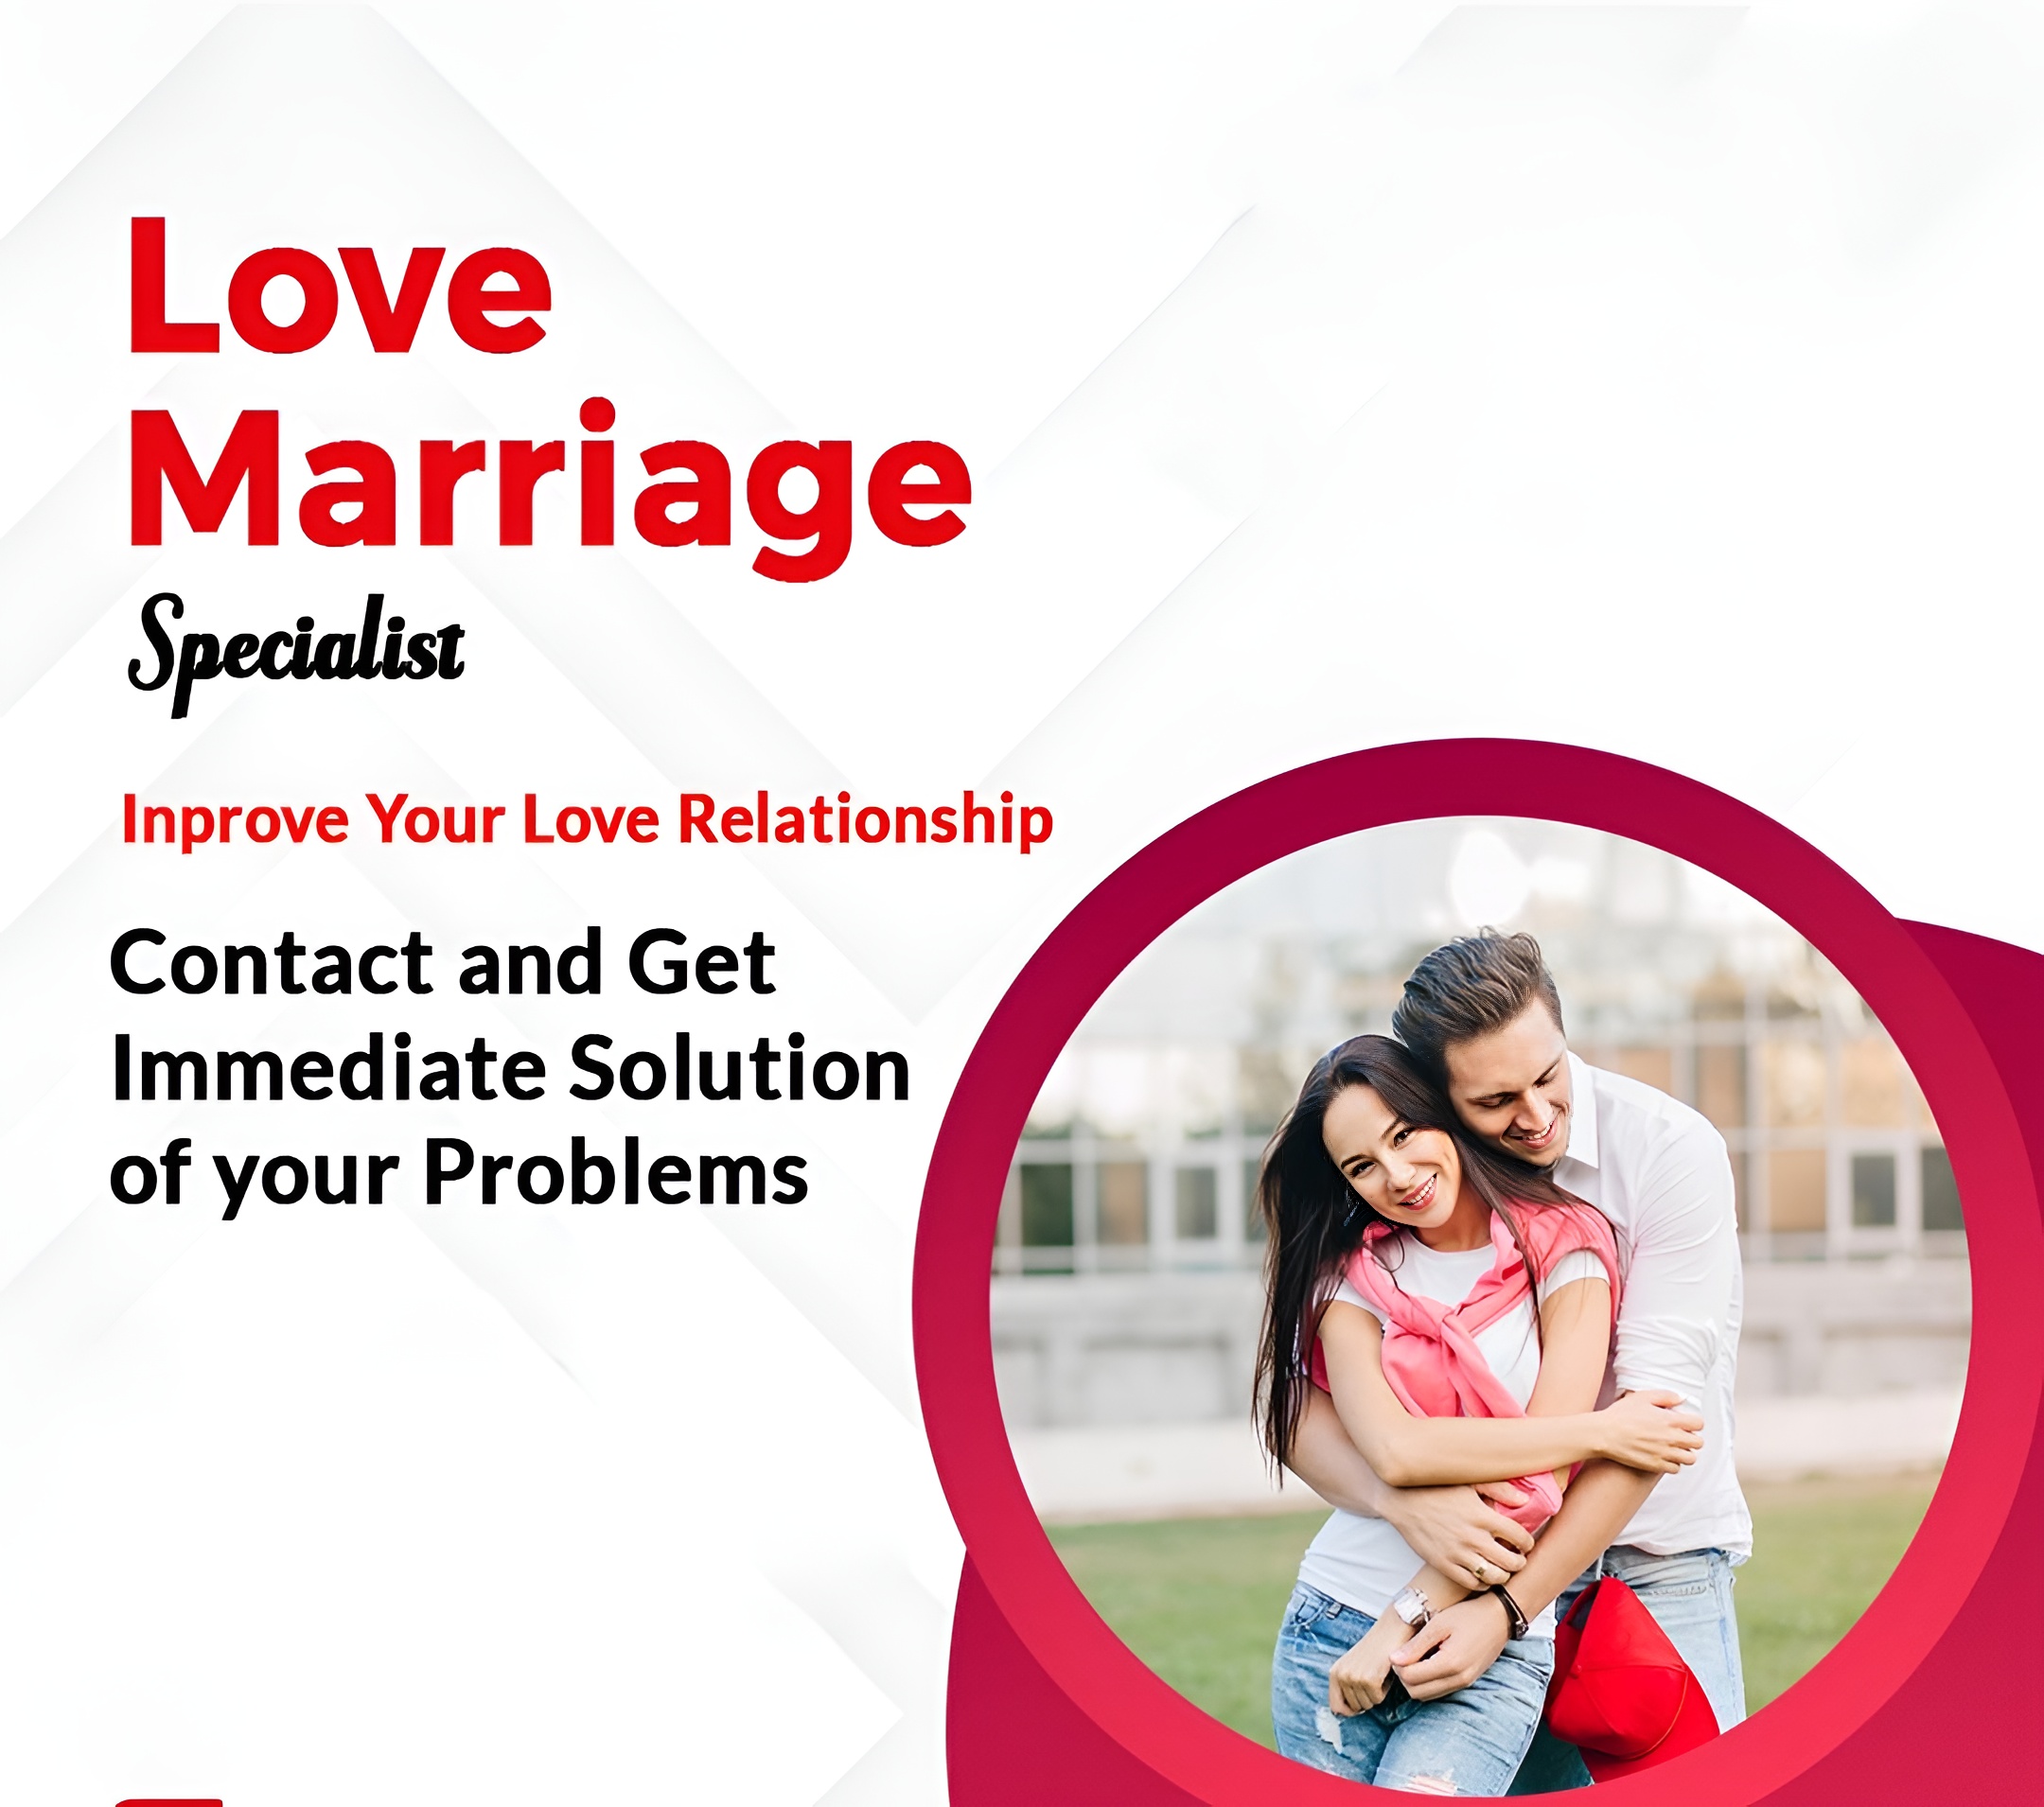 Love
Marriage
Specialist
Inprove Your Love Relationship
Contact and Get
Immediate Solution
of your Problems